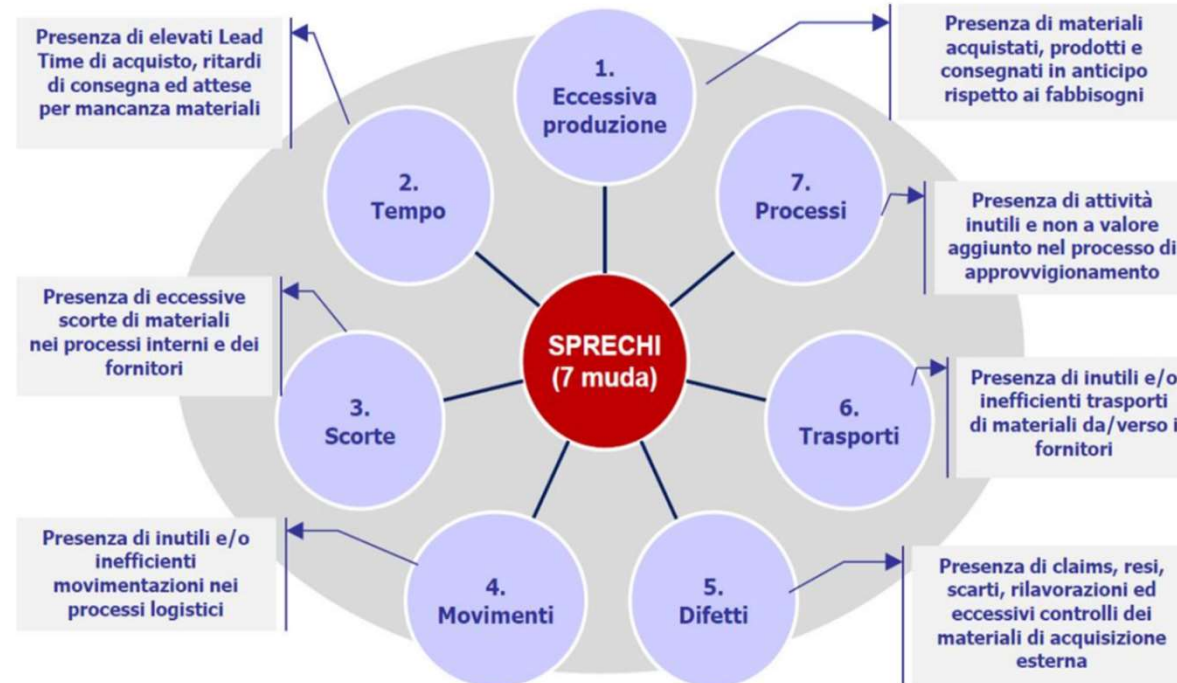 Presenza di elevati Lead
Time di acquisto, ritardi
di consegna ed attese
per mancanza materiali
1.
Eccessiva
produzione
Presenza di materiali
acquistati, prodotti e
consegnati in anticipo
rispetto ai fabbisogni
2.
Tempo
7.
Processi
Presenza di attività
inutili e non a valore
aggiunto nel processo di
approvvigionamento
Presenza di eccessive
scorte di materiali
nei processi interni e dei
fornitori
SPRECHI
(7 muda)
3.
Scorte
6.
Trasporti
Presenza di inutili e/o
inefficienti trasporti
di materiali da/verso i
fornitori
Presenza di inutili e/o
inefficienti
movimentazioni nei
processi logistici
4.
Movimenti
5.
Difetti
Presenza di claims, resi,
scarti, rilavorazioni ed
eccessivi controlli dei
materiali di acquisizione
esterna